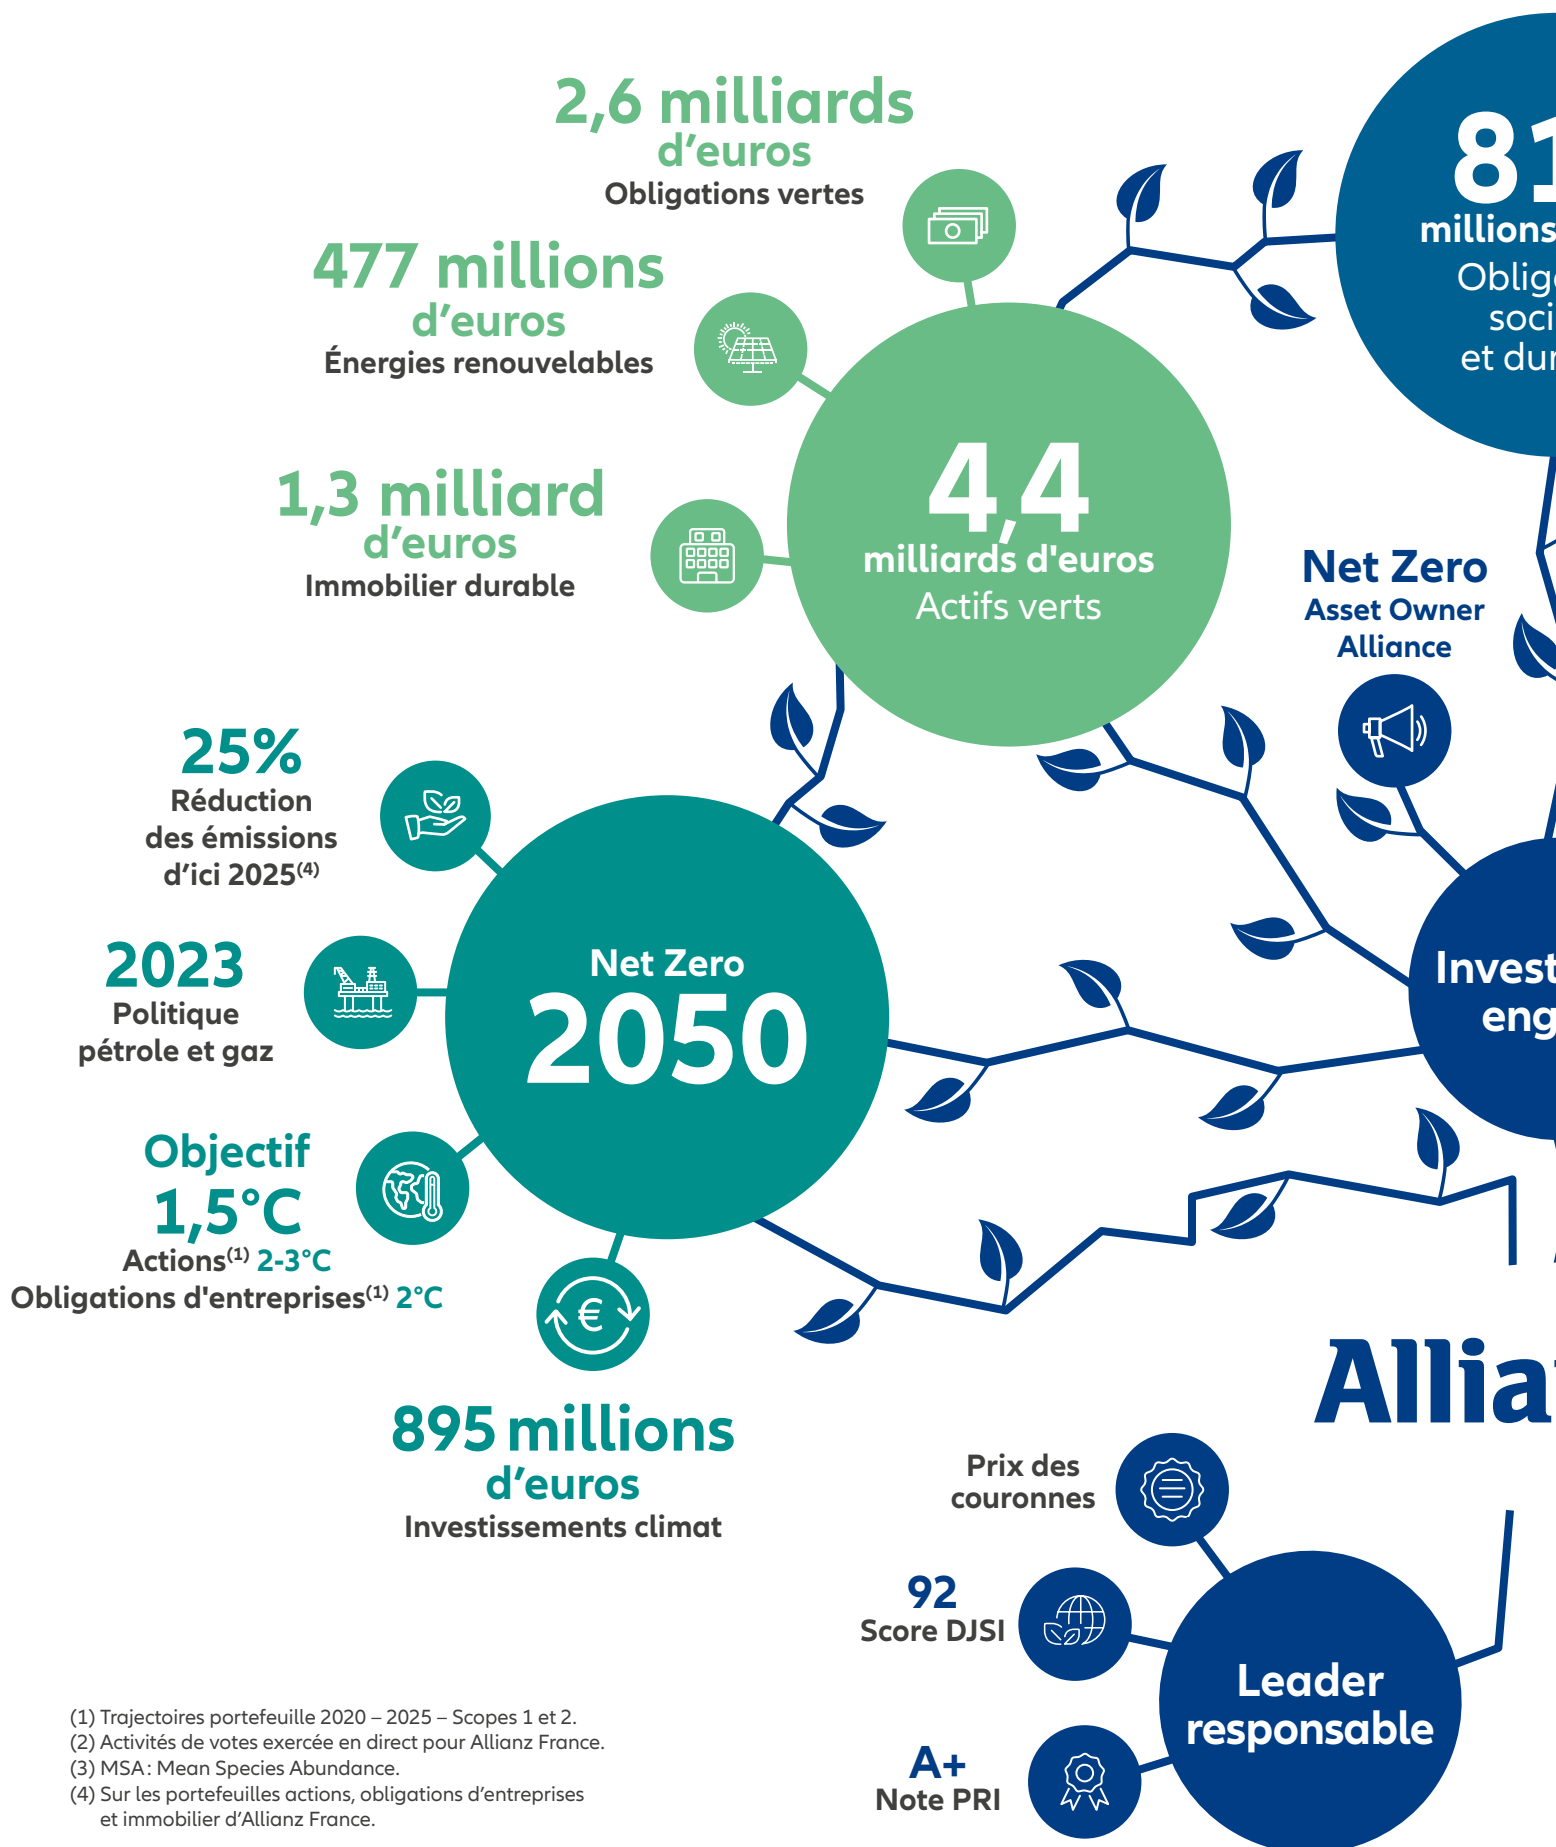 2,6 milliards
d’euros
Obligations vertes
477 millions
d’euros
Énergies renouvelables
1,3 milliard
d’euros
Immobilier durable
4,4
milliards d'euros
Actifs verts
81
millions
et
Net Zero
Asset Owner
Alliance
25%
Réduction
des émissions
d’ici 2025(4)
2023
Politique
pétrole et gaz
Objectif
1,5°C
Actions(1) 2-3°C
Obligations d'entreprises(1) 2°C
Net Zero
2050
895 millions
d’euros
Investissements climat
Prix des
couronnes
92
Score DJSI
A+
Note PRI
Leader
responsable
(1) Trajectoires portefeuille 2020 – 2025 – Scopes 1 et 2.
(2) Activités de votes exercée en direct pour Allianz France.
(3) MSA : Mean Species Abundance.
(4) Sur les portefeuilles actions, obligations d’entreprises
et immobilier d’Allianz France.